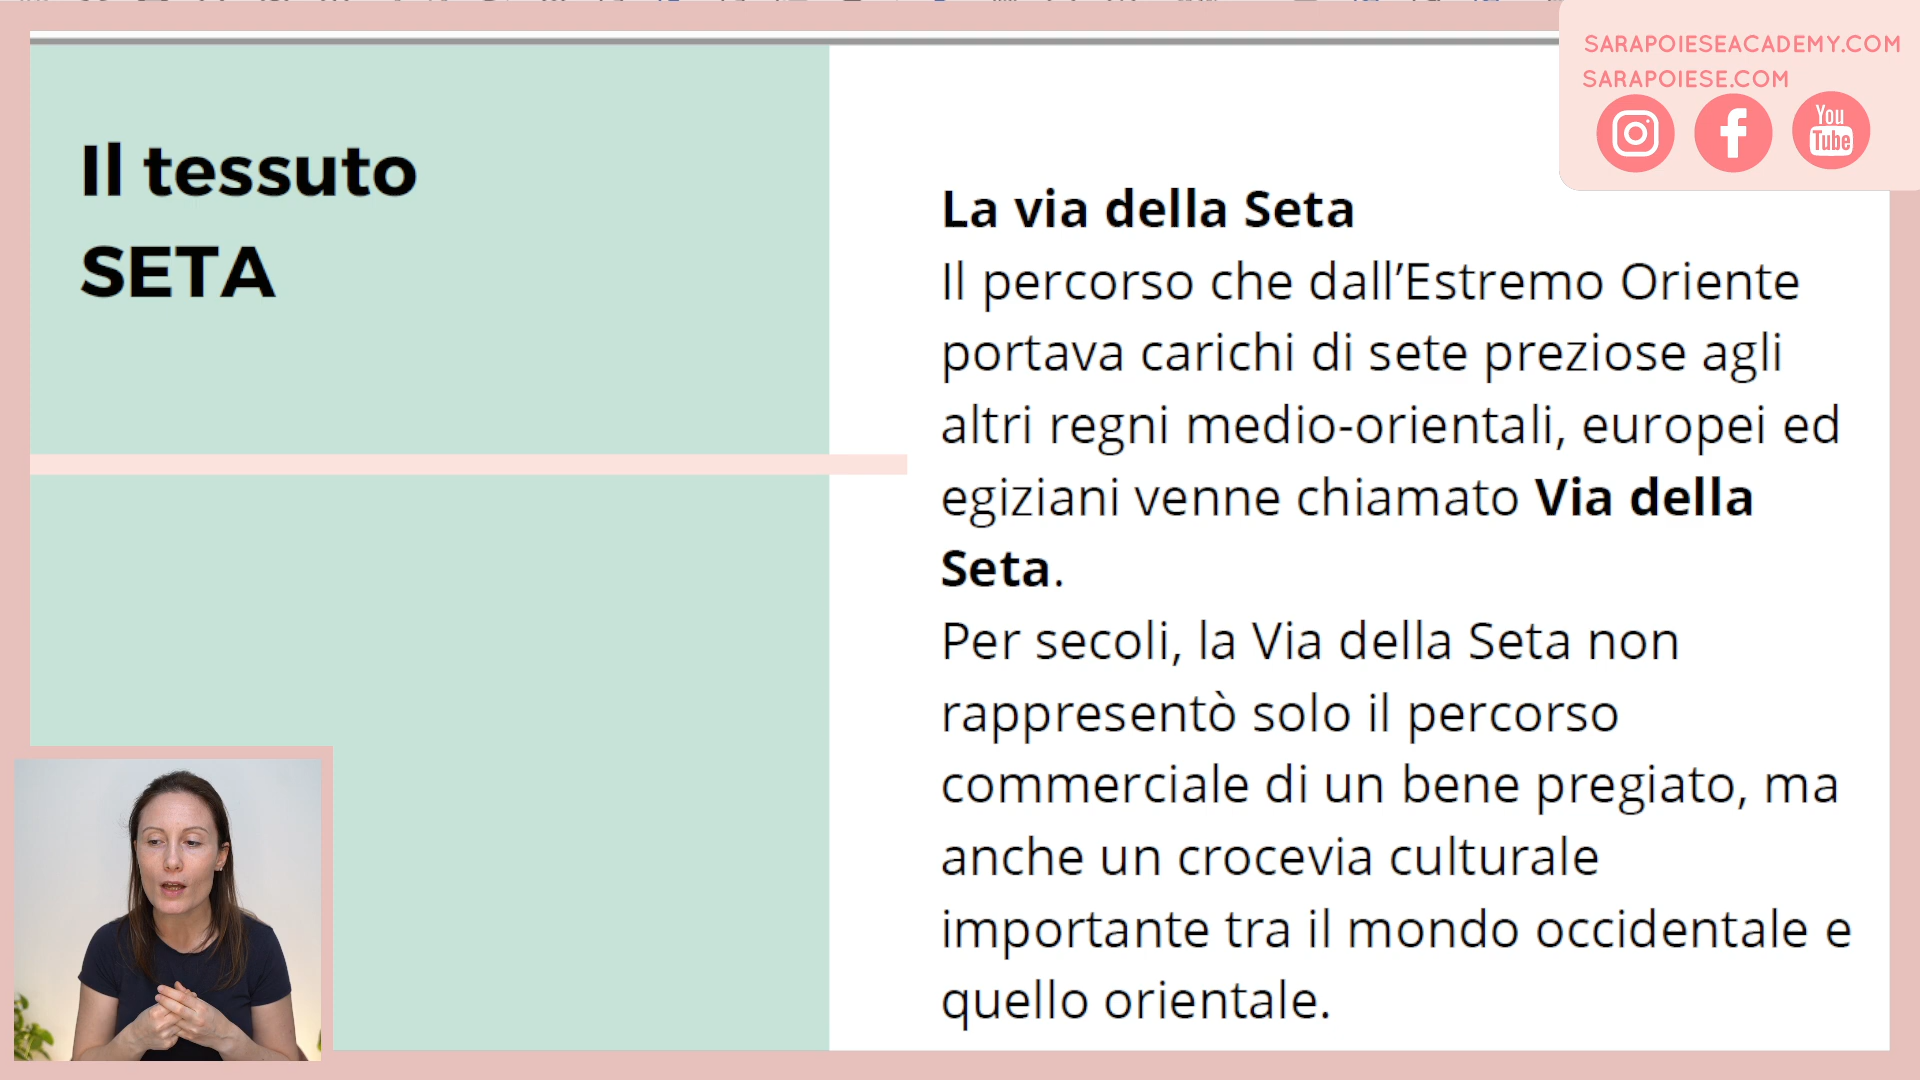 SARAPOIESEACADEMY.COM
SARAPOIESE.COM
You
Tube
Il tessuto
SETA
La via della Seta
Il percorso che dall’Estremo Oriente
portava carichi di sete preziose agli
altri regni medio-orientali, europei ed
egiziani venne chiamato Via della
Seta.
Per secoli, la Via della Seta non
rappresentò solo il percorso
commerciale di un bene pregiato, ma
anche un crocevia culturale
importante tra il mondo occidentale e
quello orientale.